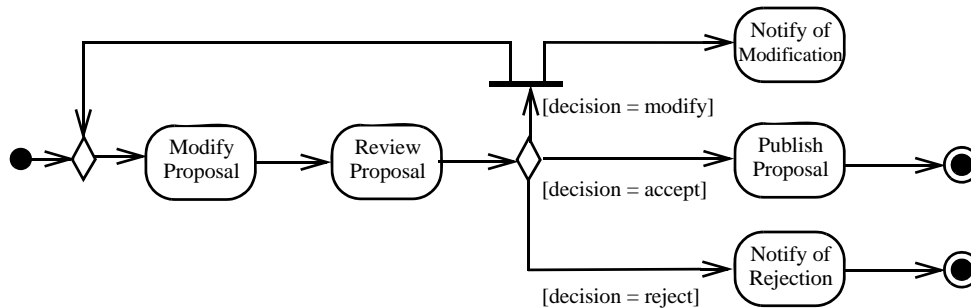 Notify of
Modification
[decision = modify]
Modify
Proposal
Review
Proposal
Publish
Proposal
[decision = accept]
Notify of
Rejection
[decision = reject]